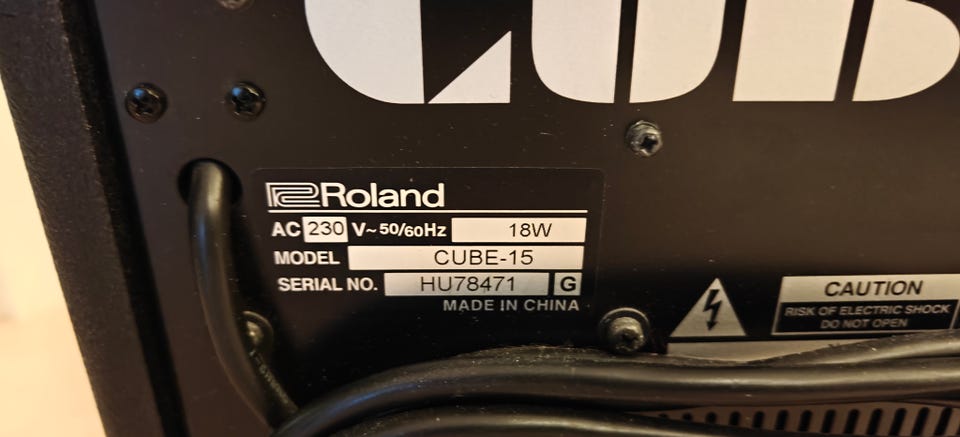 CUB
Roland
AC 230 V~50/60Hz 18W
MODEL CUBE-15
SERIAL NO. HU78471 G
MADE IN CHINA
CAUTION
RISK OF ELECTRIC SHOCK
DO NOT OPEN